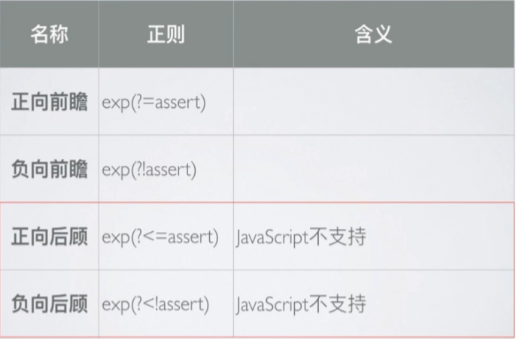 名称 正则 含义
正向前瞻 exp(?=assert)
负向前瞻 exp(?!assert)
正向后顾 exp(?<=assert) JavaScript不支持
负向后顾 exp(?<!assert) JavaScript不支持